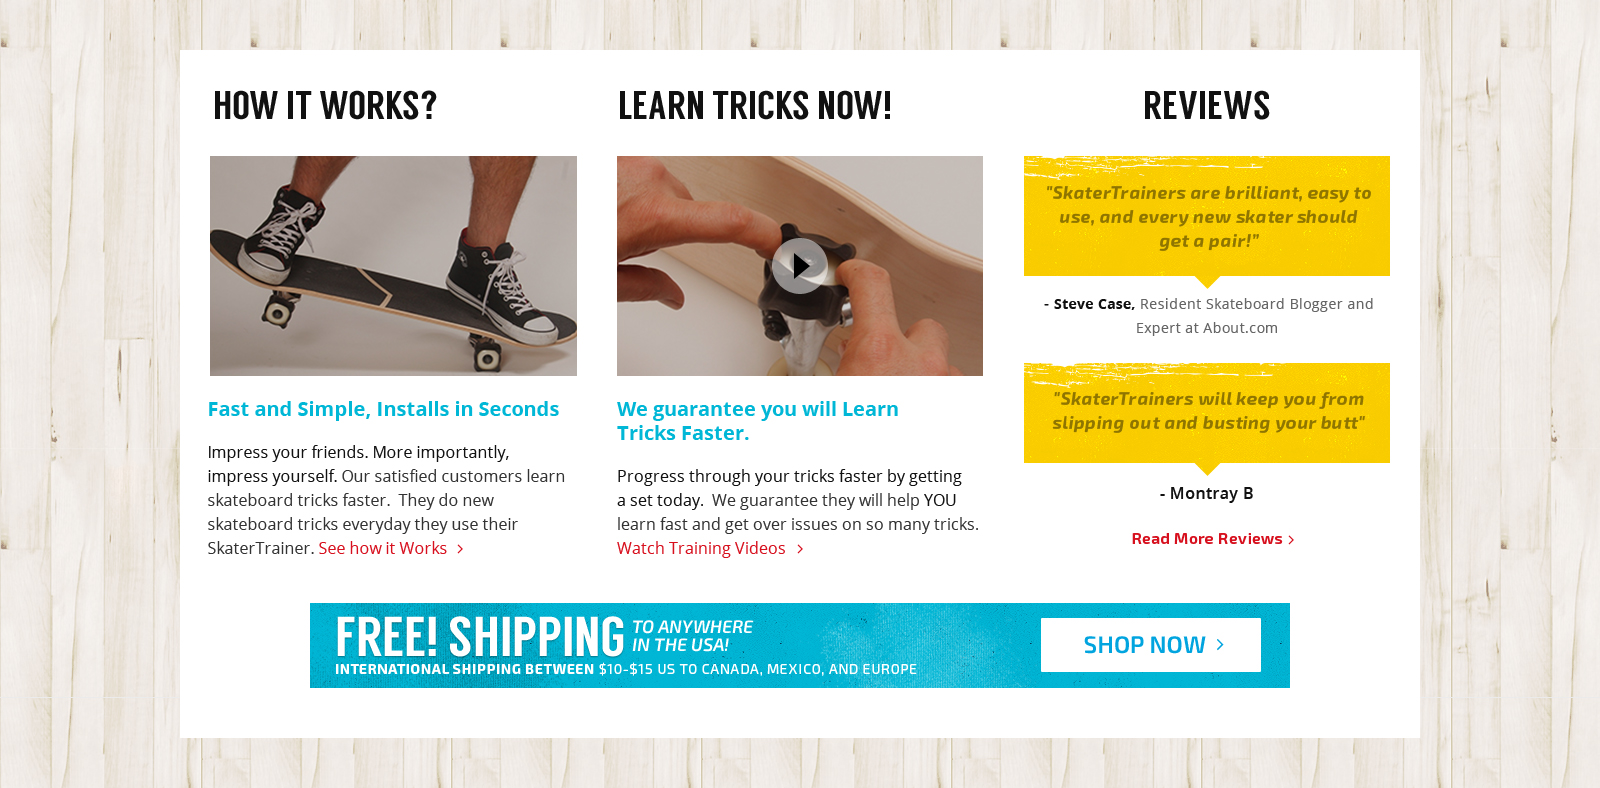 HOW IT WORKS?
Fast and Simple, Installs in Seconds
Impress your friends. More importantly,
impress yourself. Our satisfied customers learn
skateboard tricks faster.  They do new
skateboard tricks everyday they use their
SkaterTrainer. See how it Works >
LEARN TRICKS NOW!
We guarantee you will Learn
Tricks Faster.
Progress through your tricks faster by getting
a set today.  We guarantee they will help YOU
learn fast and get over issues on so many tricks.
Watch Training Videos >
REVIEWS
"SkaterTrainers are brilliant, easy to
use, and every new skater should
get a pair!"
- Steve Case, Resident Skateboard Blogger and
Expert at About.com
"SkaterTrainers will keep you from
slipping out and busting your butt"
- Montray B
Read More Reviews >
FREE! SHIPPING TO ANYWHERE
IN THE USA!
INTERNATIONAL SHIPPING BETWEEN $10-$15 US TO CANADA, MEXICO, AND EUROPE
SHOP NOW >